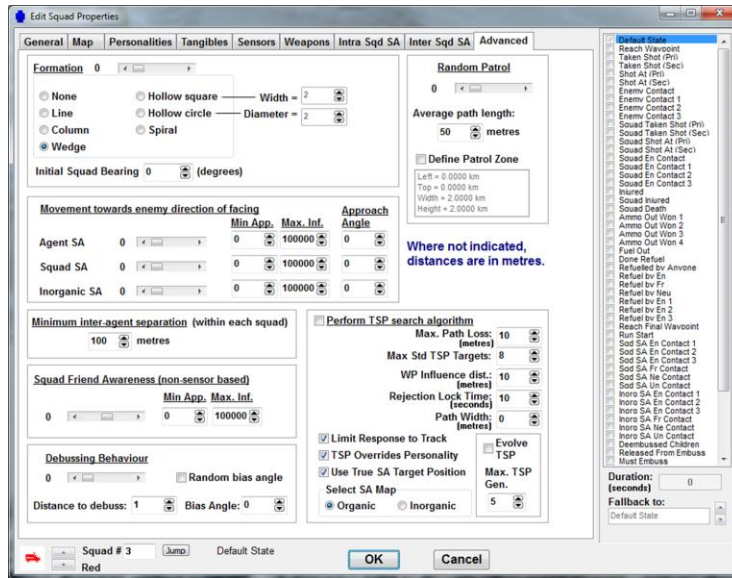 Edit Squad Properties
General Map Personalities Tangibles Sensors Weapons Intra Sqd SA Inter Sqd SA Advanced
Formation 0
None
Line
Column
Wedge
Hollow square
Hollow circle
Spiral
Width = 2
Diameter = 2
Initial Squad Bearing 0 (degrees)
Random Patrol
0
Average path length:
50 metres
Define Patrol Zone
Left = 0.0000 km
Top = 0.0000 km
Width = 2.0000 km
Height = 2.0000 km
Movement towards enemy direction of facing
Min App. Max. Inf. Approach Angle
Agent SA 0 0 100000 0
Squad SA 0 0 100000 0
Inorganic SA 0 0 100000 0
Where not indicated,
distances are in metres.
Minimum inter-agent separation (within each squad)
100 metres
Squad Friend Awareness (non-sensor based)
Min App. Max. Inf.
0 0 100000
Debussing Behaviour
0 Random bias angle
Distance to debuss: 1 Bias Angle: 0
Perform TSP search algorithm
Max. Path Loss: 10
(metres)
Max Std TSP Targets: 8
WP Influence dist.: 10
(metres)
Rejection Lock Time: 10
(seconds)
Path Width: 0
(metres)
Limit Response to Track
TSP Overrides Personality
Use True SA Target Position
Select SA Map
Organic Inorganic
Evolve
TSP
Max. TSP
Gen.
5
Default State
Reach Waypoint
Taken Shot (Pri)
Taken Shot (Sec)
Shot At (Pri)
Shot At (Sec)
Enemy Contact
Enemy Contact 1
Enemy Contact 2
Enemy Contact 3
Squad Taken Shot (Pri)
Squad Taken Shot (Sec)
Squad Shot At (Pri)
Squad Shot At (Sec)
Squad En Contact
Squad En Contact 1
Squad En Contact 2
Squad En Contact 3
Injured
Squad Injured
Squad Death
Ammo Out Wpn 1
Ammo Out Wpn 2
Ammo Out Wpn 3
Ammo Out Wpn 4
Fuel Out
Done Refuel
Refuelled by Anyone
Refuel by En
Refuel by Fr
Refuel by Neu
Refuel by En 1
Refuel by En 2
Refuel by En 3
Reach Final Waypoint
Run Start
Sqd SA En Contact 1
Sqd SA En Contact 2
Sqd SA En Contact 3
Sqd SA Fr Contact
Sqd SA Ne Contact
Sqd SA Un Contact
Inorg SA En Contact 1
Inorg SA En Contact 2
Inorg SA En Contact 3
Inorg SA Fr Contact
Inorg SA Ne Contact
Inorg SA Un Contact
Deembussed Children
Released From Embuss
Must Embuss
Duration:
(seconds) 0
Fallback to:
Default State
Squad # 3 Jump Default State
Red
OK Cancel